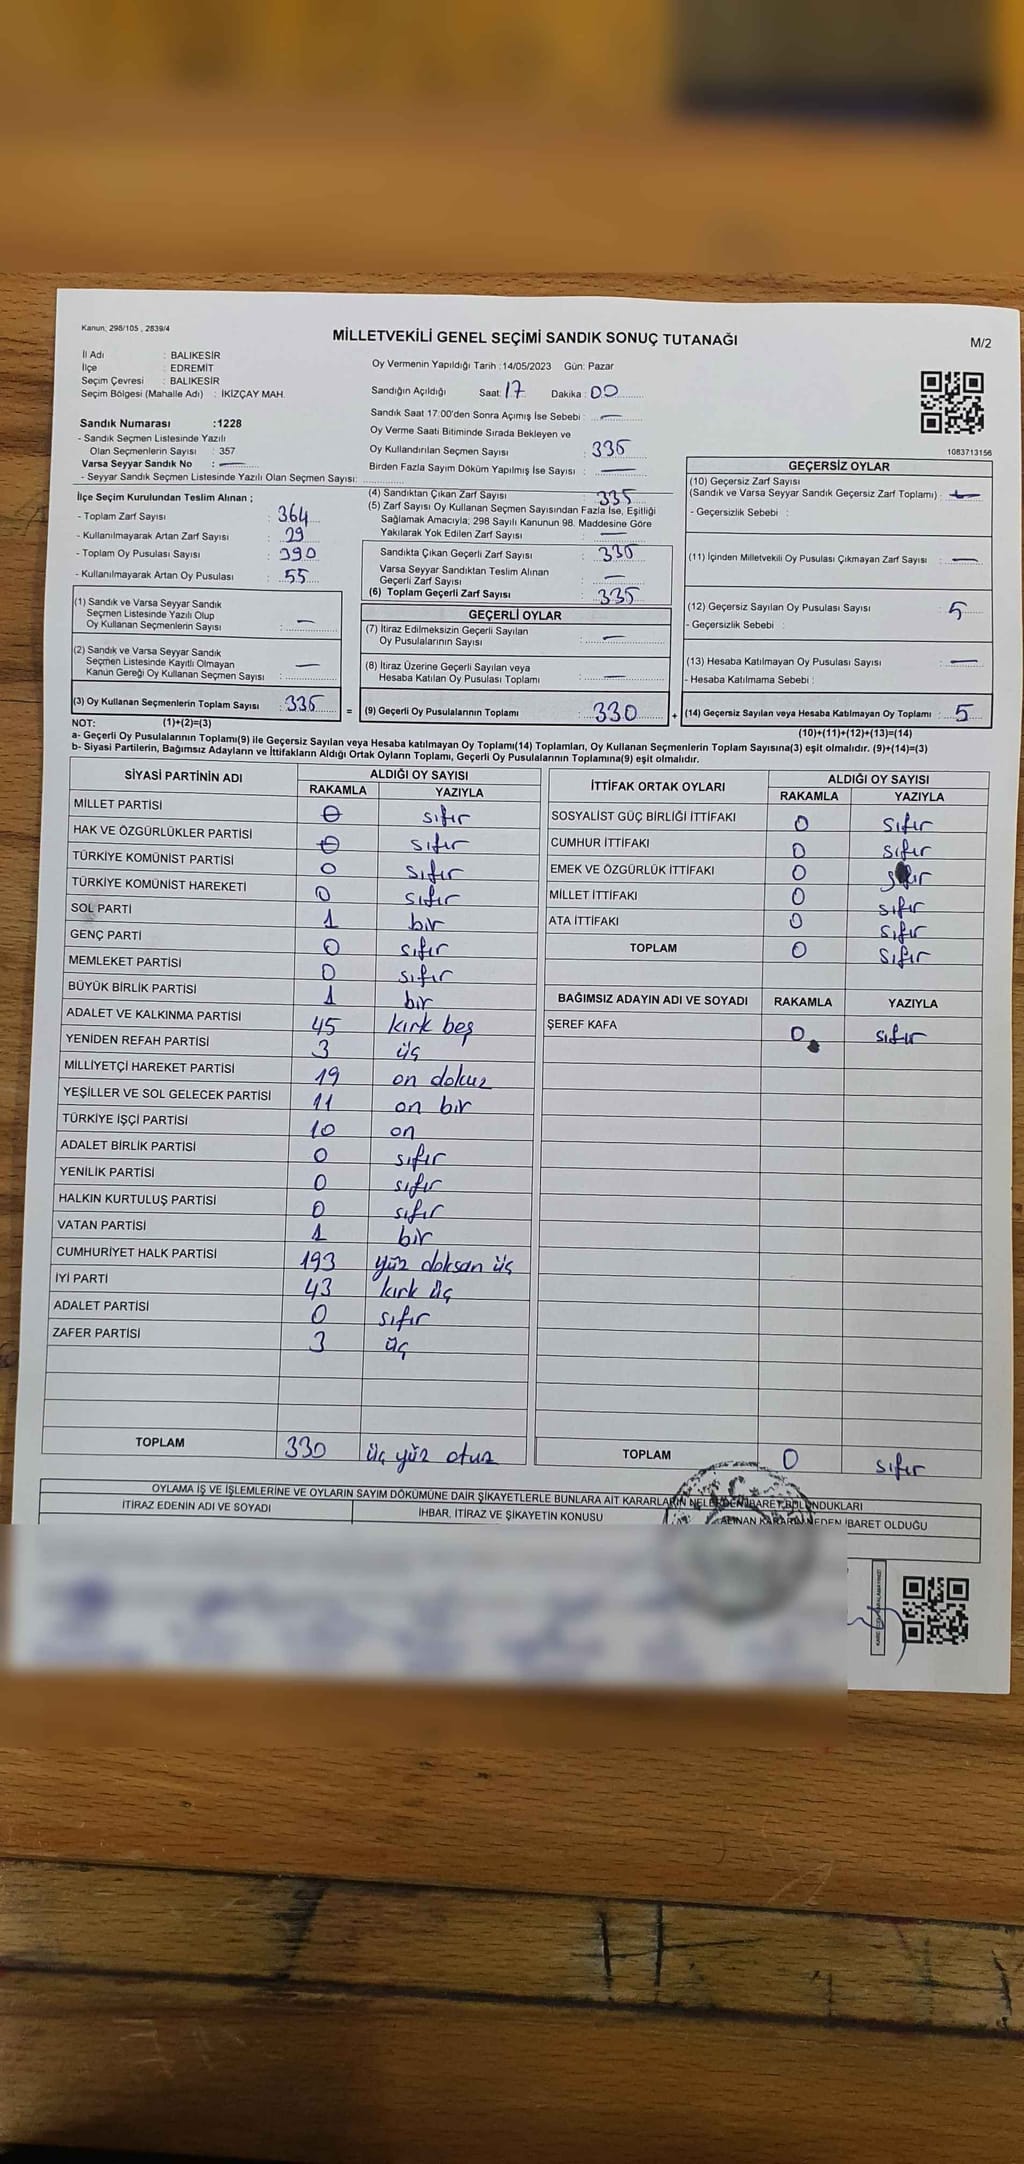 Kanun; 298/105 , 2839/4
MİLLETVEKİLİ GENEL SEÇİMİ SANDIK SONUÇ TUTANAĞI
M/2
İl Adı : BALIKESİR
İlçe : EDREMİT
Seçim Çevresi : BALIKESİR
Seçim Bölgesi (Mahalle Adı) : İKİZÇAY MAH.
Sandık Numarası :1228
- Sandık Seçmen Listesinde Yazılı
Olan Seçmenlerin Sayısı : 357
Varsa Seyyar Sandık No : —
- Seyyar Sandık Seçmen Listesinde Yazılı Olan Seçmen Sayısı:
Oy Vermenin Yapıldığı Tarih :14/05/2023 Gün: Pazar
Sandığın Açıldığı Saat: 17 Dakika : 00
Sandık Saat 17:00'den Sonra Açımış İse Sebebi : —
Oy Verme Saati Bitiminde Sırada Bekleyen ve
Oy Kullandırılan Seçmen Sayısı : 335
Birden Fazla Sayım Döküm Yapılmış İse Sayısı : —
1083713156
İlçe Seçim Kurulundan Teslim Alınan ;
- Toplam Zarf Sayısı : 364
- Kullanılmayarak Artan Zarf Sayısı : 29
- Toplam Oy Pusulası Sayısı : 390
- Kullanılmayarak Artan Oy Pusulası : 55
(4) Sandıktan Çıkan Zarf Sayısı : 335
(5) Zarf Sayısı Oy Kullanan Seçmen Sayısından Fazla İse, Eşitliği
Sağlamak Amacıyla; 298 Sayılı Kanunun 98. Maddesine Göre
Yakılarak Yok Edilen Zarf Sayısı : —
Sandıkta Çıkan Geçerli Zarf Sayısı : 335
Varsa Seyyar Sandıktan Teslim Alınan
Geçerli Zarf Sayısı : —
(6) Toplam Geçerli Zarf Sayısı : 335
GEÇERSİZ OYLAR
(10) Geçersiz Zarf Sayısı
(Sandık ve Varsa Seyyar Sandık Geçersiz Zarf Toplamı) : —
- Geçersizlik Sebebi :
(11) İçinden Milletvekili Oy Pusulası Çıkmayan Zarf Sayısı : —
(12) Geçersiz Sayılan Oy Pusulası Sayısı : 5
- Geçersizlik Sebebi :
(13) Hesaba Katılmayan Oy Pusulası Sayısı : —
- Hesaba Katılmama Sebebi :
(1) Sandık ve Varsa Seyyar Sandık
Seçmen Listesinde Yazılı Olup
Oy Kullanan Seçmenlerin Sayısı : —
(2) Sandık ve Varsa Seyyar Sandık
Seçmen Listesinde Kayıtlı Olmayan
Kanun Gereği Oy Kullanan Seçmen Sayısı : —
GEÇERLİ OYLAR
(7) İtiraz Edilmeksizin Geçerli Sayılan
Oy Pusulalarının Sayısı : —
(8) İtiraz Üzerine Geçerli Sayılan veya
Hesaba Katılan Oy Pusulası Toplamı : —
(3) Oy Kullanan Seçmenlerin Toplam Sayısı : 335 = (9) Geçerli Oy Pusulalarının Toplamı : 330 + (14) Geçersiz Sayılan veya Hesaba Katılmayan Oy Toplamı : 5
NOT: (1)+(2)=(3) (10)+(11)+(12)+(13)=(14)
a- Geçerli Oy Pusulalarının Toplamı(9) ile Geçersiz Sayılan veya Hesaba katılmayan Oy Toplamı(14) Toplamları, Oy Kullanan Seçmenlerin Toplam Sayısına(3) eşit olmalıdır. (9)+(14)=(3)
b- Siyasi Partilerin, Bağımsız Adayların ve İttifakların Aldığı Ortak Oyların Toplamı, Geçerli Oy Pusulalarının Toplamına(9) eşit olmalıdır.
SİYASİ PARTİNİN ADI ALDIĞI OY SAYISI
RAKAMLA YAZIYLA
MİLLET PARTİSİ 0 sıfır
HAK VE ÖZGÜRLÜKLER PARTİSİ 0 sıfır
TÜRKİYE KOMÜNİST PARTİSİ 0 sıfır
TÜRKİYE KOMÜNİST HAREKETİ 0 sıfır
SOL PARTİ 1 bir
GENÇ PARTİ 0 sıfır
MEMLEKET PARTİSİ 0 sıfır
BÜYÜK BİRLİK PARTİSİ 1 bir
ADALET VE KALKINMA PARTİSİ 45 kırk beş
YENİDEN REFAH PARTİSİ 3 üç
MİLLİYETÇİ HAREKET PARTİSİ 19 on dokuz
YEŞİLLER VE SOL GELECEK PARTİSİ 11 on bir
TÜRKİYE İŞÇİ PARTİSİ 10 on
ADALET BİRLİK PARTİSİ 0 sıfır
YENİLİK PARTİSİ 0 sıfır
HALKIN KURTULUŞ PARTİSİ 0 sıfır
VATAN PARTİSİ 1 bir
CUMHURİYET HALK PARTİSİ 193 yüz doksan üç
İYİ PARTİ 43 kırk üç
ADALET PARTİSİ 0 sıfır
ZAFER PARTİSİ 3 üç
TOPLAM 330 üç yüz otuz
İTTİFAK ORTAK OYLARI ALDIĞI OY SAYISI
RAKAMLA YAZIYLA
SOSYALİST GÜÇ BİRLİĞİ İTTİFAKI 0 sıfır
CUMHUR İTTİFAKI 0 sıfır
EMEK VE ÖZGÜRLÜK İTTİFAKI 0 sıfır
MİLLET İTTİFAKI 0 sıfır
ATA İTTİFAKI 0 sıfır
TOPLAM 0 sıfır
BAĞIMSIZ ADAYIN ADI VE SOYADI RAKAMLA YAZIYLA
ŞEREF KAFA 0 sıfır
TOPLAM 0 sıfır
OYLAMA İŞ VE İŞLEMLERİNE VE OYLARIN SAYIM DÖKÜMÜNE DAİR ŞİKAYETLERLE BUNLARA AİT KARARLARIN NELERDEN İBARET BULUNDUKLARI
İTİRAZ EDENİN ADI VE SOYADI İHBAR, İTİRAZ VE ŞİKAYETİN KONUSU ALINAN KARARIN NEDEN İBARET OLDUĞU